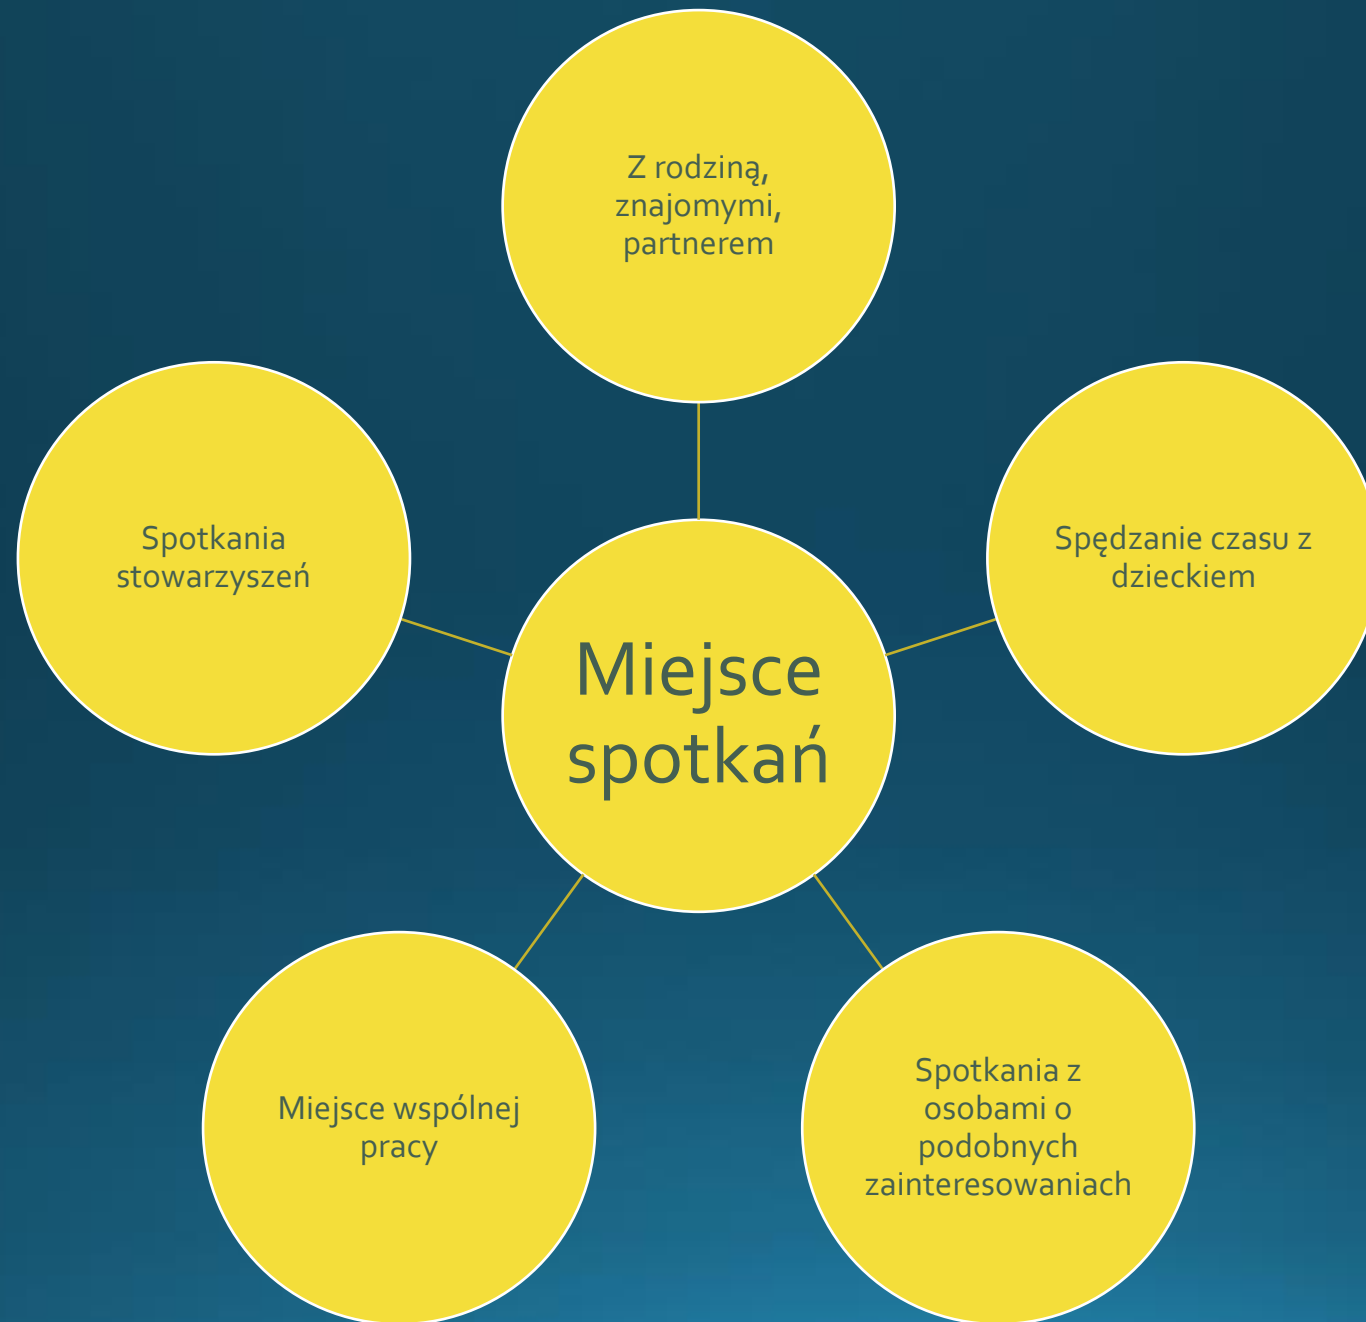 Z rodziną,
znajomymi,
partnerem
Spotkania
stowarzyszeń
Spędzanie czasu z
dzieckiem
Miejsce
spotkań
Miejsce wspólnej
pracy
Spotkania z
osobami o
podobnych
zainteresowaniach